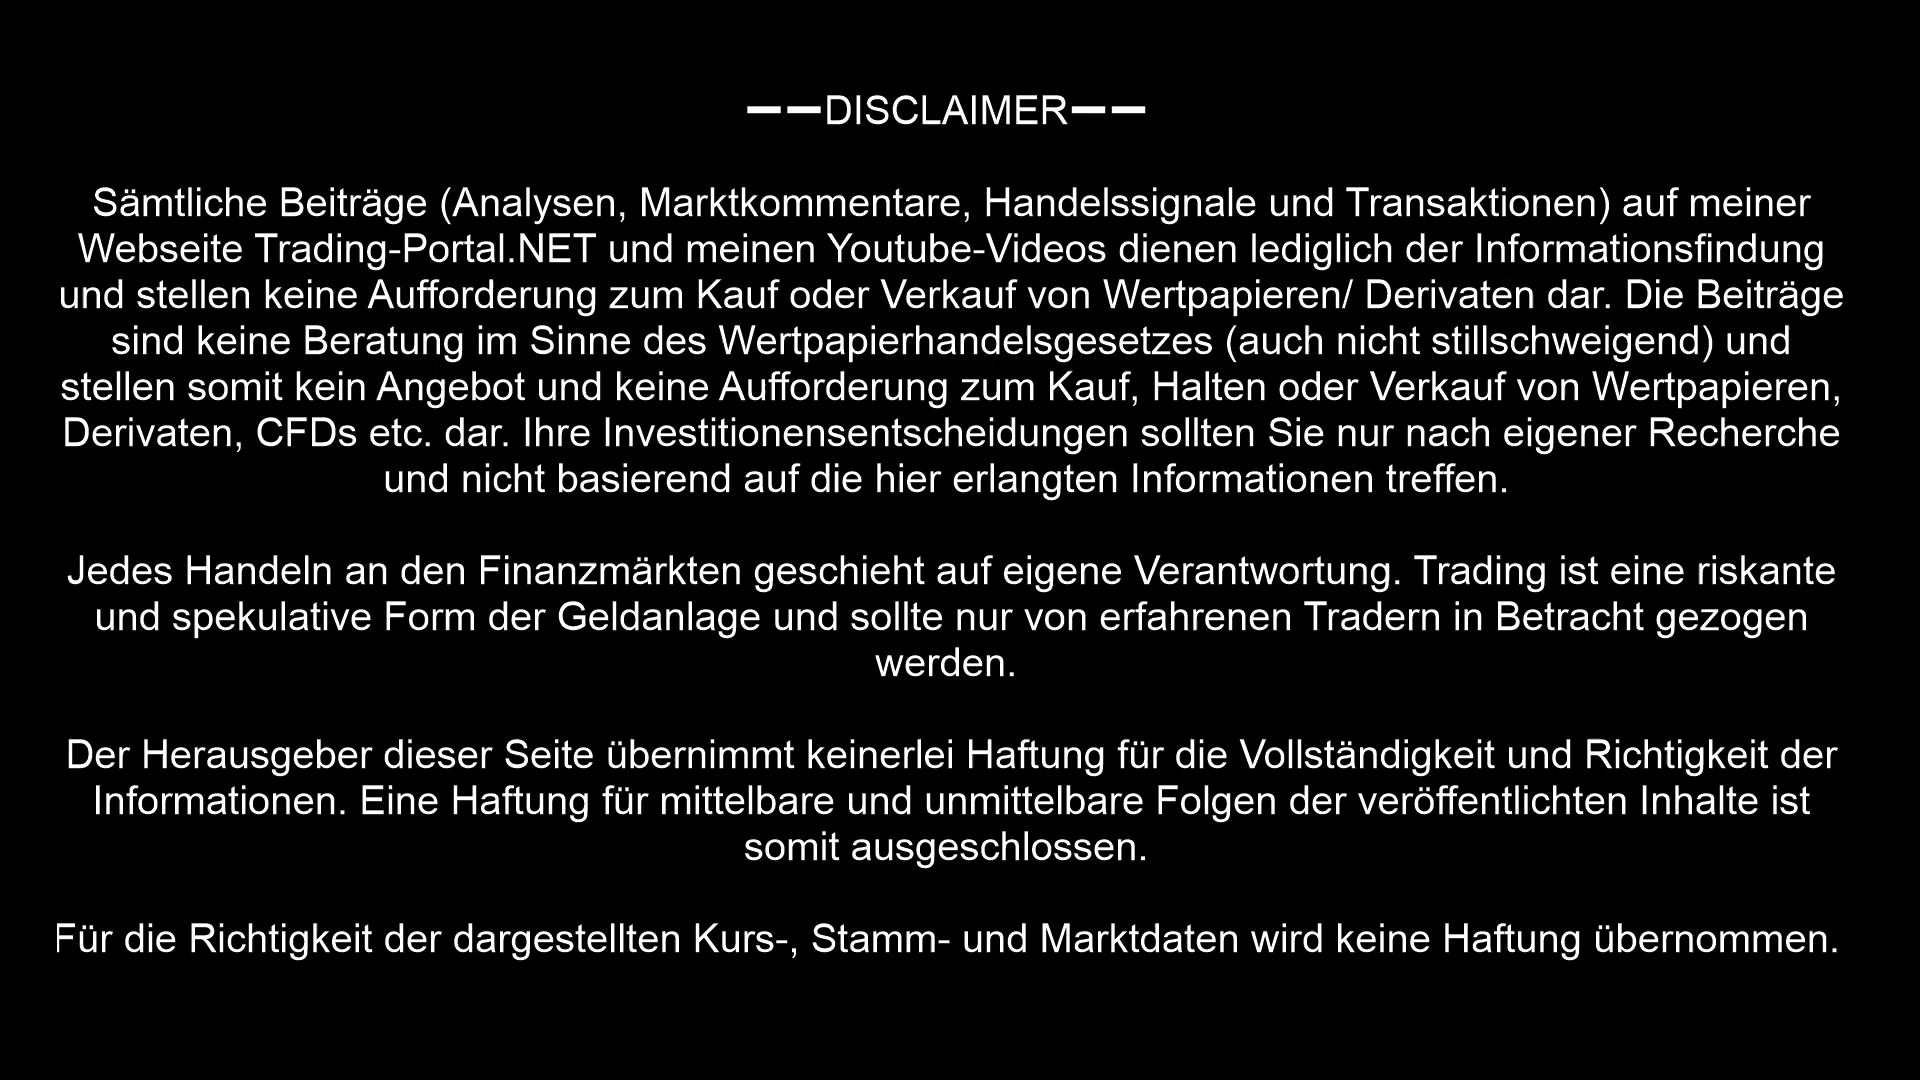 ——DISCLAIMER——
Sämtliche Beiträge (Analysen, Marktkommentare, Handelssignale und Transaktionen) auf meiner
Webseite Trading-Portal.NET und meinen Youtube-Videos dienen lediglich der Informationsfindung
und stellen keine Aufforderung zum Kauf oder Verkauf von Wertpapieren/ Derivaten dar. Die Beiträge
sind keine Beratung im Sinne des Wertpapierhandelsgesetzes (auch nicht stillschweigend) und
stellen somit kein Angebot und keine Aufforderung zum Kauf, Halten oder Verkauf von Wertpapieren,
Derivaten, CFDs etc. dar. Ihre Investitionensentscheidungen sollten Sie nur nach eigener Recherche
und nicht basierend auf die hier erlangten Informationen treffen.
Jedes Handeln an den Finanzmärkten geschieht auf eigene Verantwortung. Trading ist eine riskante
und spekulative Form der Geldanlage und sollte nur von erfahrenen Tradern in Betracht gezogen
werden.
Der Herausgeber dieser Seite übernimmt keinerlei Haftung für die Vollständigkeit und Richtigkeit der
Informationen. Eine Haftung für mittelbare und unmittelbare Folgen der veröffentlichten Inhalte ist
somit ausgeschlossen.
Für die Richtigkeit der dargestellten Kurs-, Stamm- und Marktdaten wird keine Haftung übernommen.